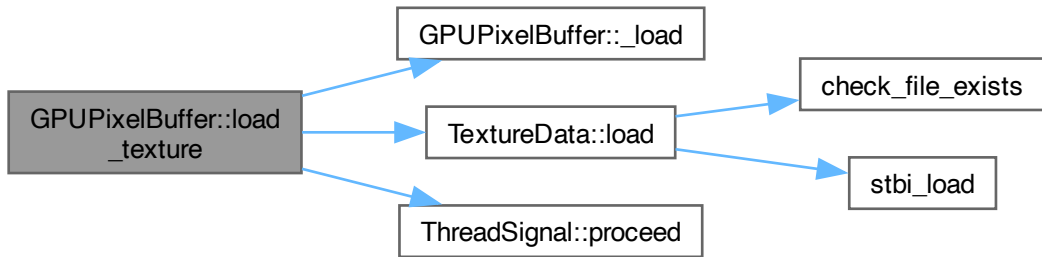 GPUPixelBuffer::_load
check_file_exists
GPUPixelBuffer::load
_texture
TextureData::load
stbi_load
ThreadSignal::proceed